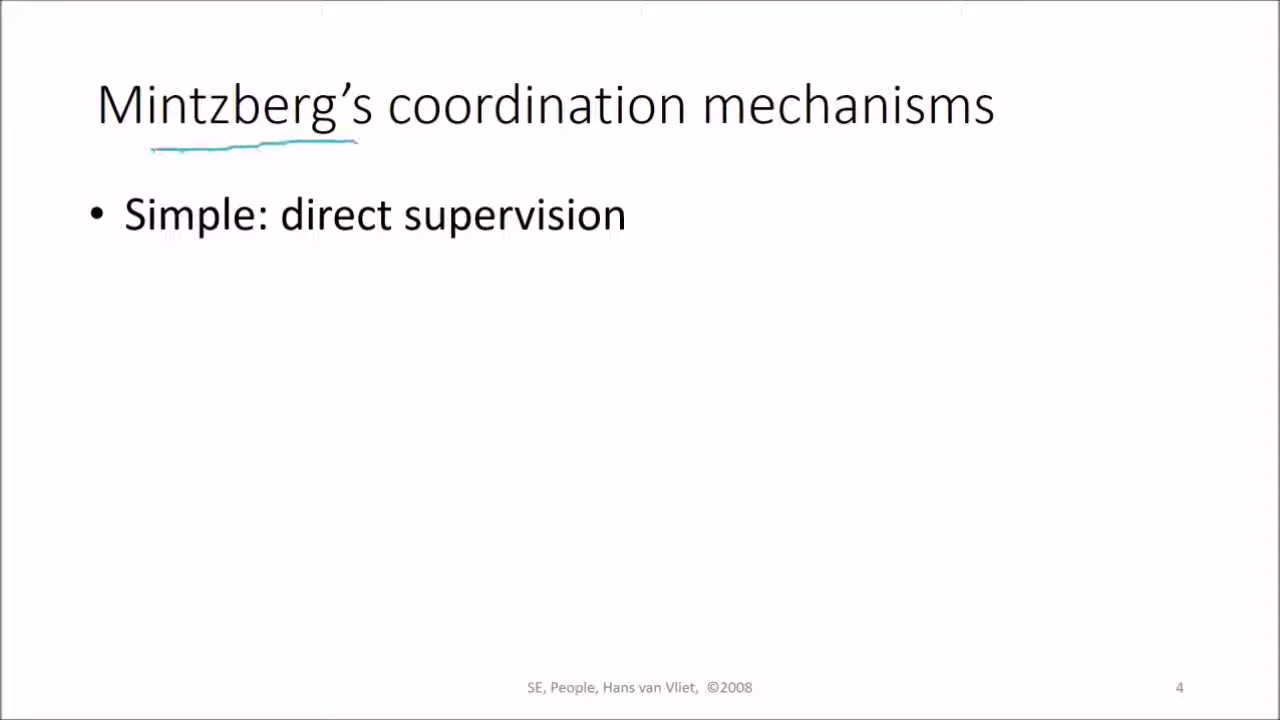 Mintzberg’s coordination mechanisms
• Simple: direct supervision
SE, People, Hans van Vliet, ©2008
4